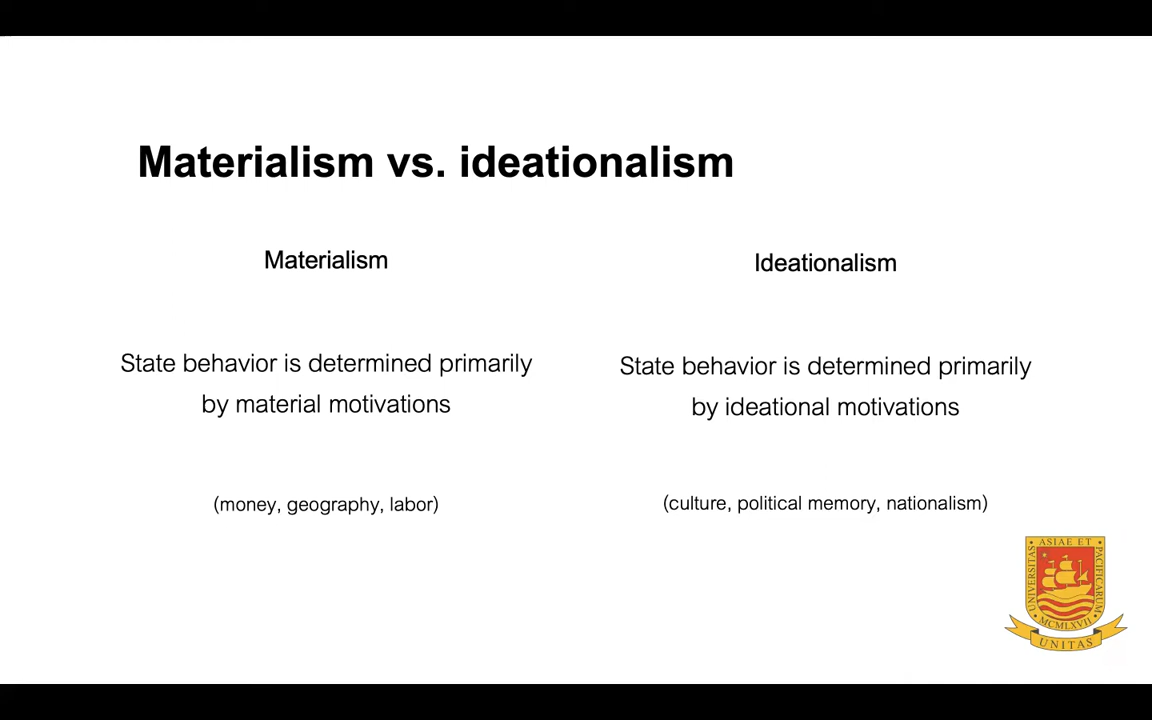 Materialism vs. ideationalism
Materialism
State behavior is determined primarily
by material motivations
(money, geography, labor)
Ideationalism
State behavior is determined primarily
by ideational motivations
(culture, political memory, nationalism)
UNIVERSITAS
ASIAE ET
PACIFICARUM
MCMLXVII
UNITAS